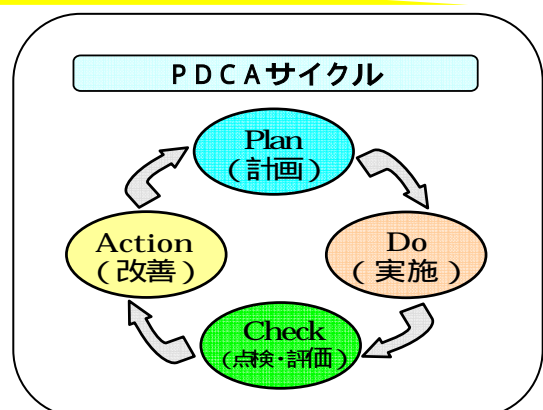 PDCAサイクル
Plan
(計画)
Do
(実施)
Check
(点検・評価)
Action
(改善)